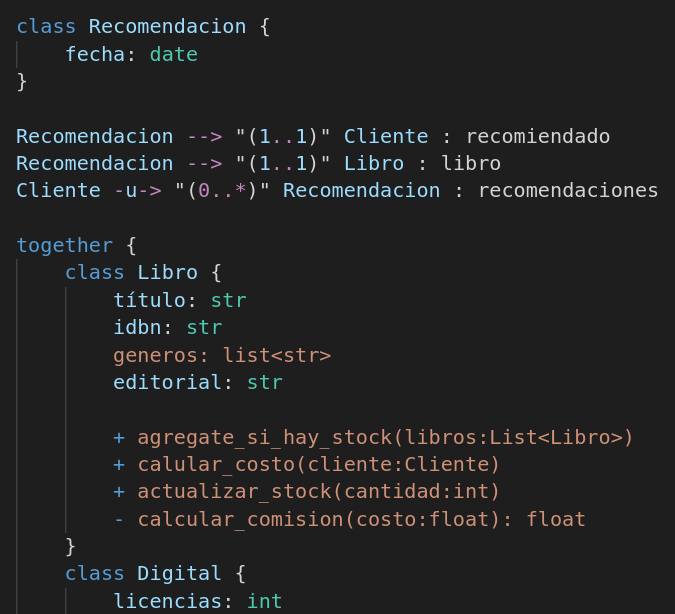 class Recomendacion {
    fecha: date
}

Recomendacion --> "(1..1)" Cliente : recomiendado
Recomendacion --> "(1..1)" Libro : libro
Cliente -u-> "(0..*)" Recomendacion : recomendaciones

together {
    class Libro {
        título: str
        idbn: str
        generos: list<str>
        editorial: str

        + agregate_si_hay_stock(libros:List<Libro>)
        + calular_costo(cliente:Cliente)
        + actualizar_stock(cantidad:int)
        - calcular_comision(costo:float): float
    }
    class Digital {
        licencias: int